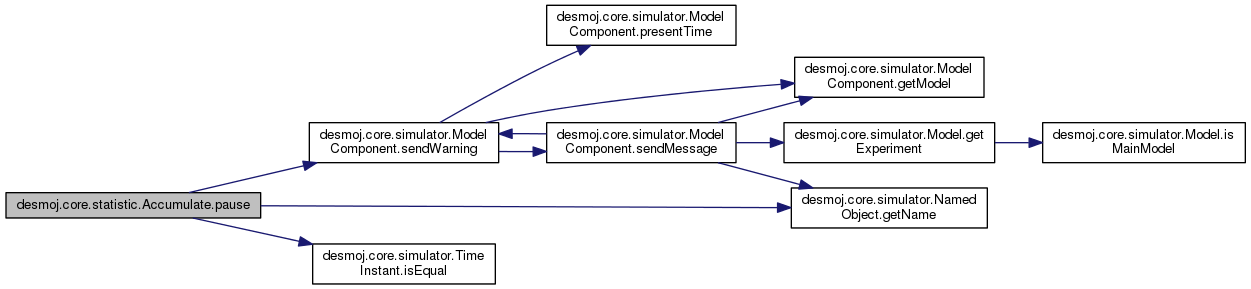 desmoj.core.simulator.Model
Component.presentTime
desmoj.core.simulator.Model
Component.getModel
desmoj.core.simulator.Model
Component.sendWarning
desmoj.core.simulator.Model
Component.sendMessage
desmoj.core.simulator.Model.get
Experiment
desmoj.core.simulator.Model.is
MainModel
desmoj.core.statistic.Accumulate.pause
desmoj.core.simulator.Named
Object.getName
desmoj.core.simulator.Time
Instant.isEqual